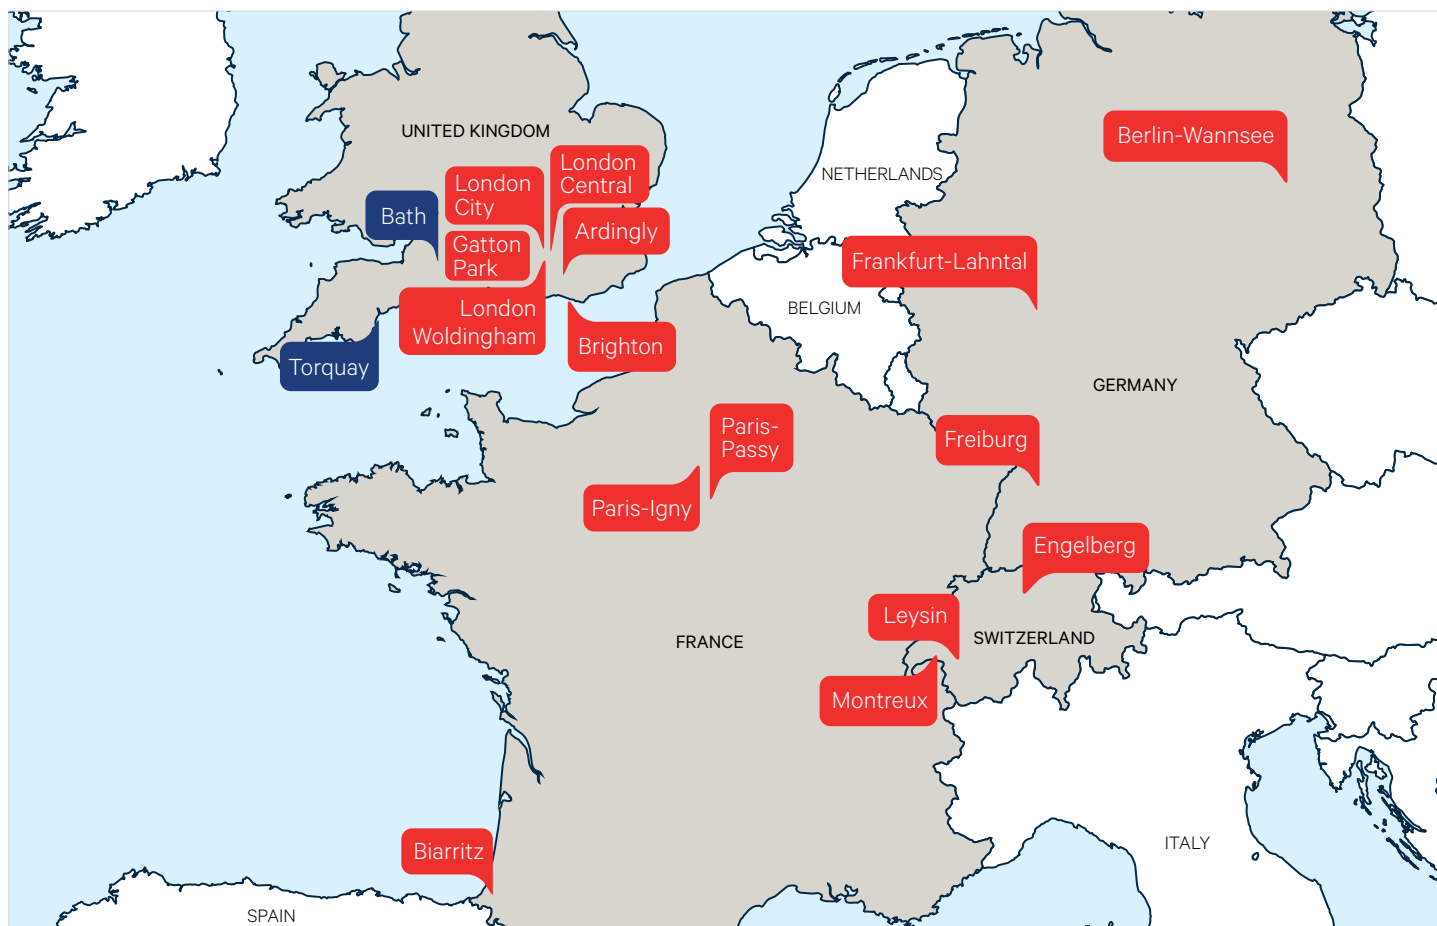 UNITED KINGDOM
London
Central
London
City
Bath
Ardingly
Gatton
Park
London
Woldingham
Brighton
Torquay
NETHERLANDS
Berlin-Wannsee
Frankfurt-Lahntal
BELGIUM
GERMANY
Paris-
Passy
Freiburg
Paris-Igny
Engelberg
Leysin
SWITZERLAND
FRANCE
Montreux
Biarritz
ITALY
SPAIN